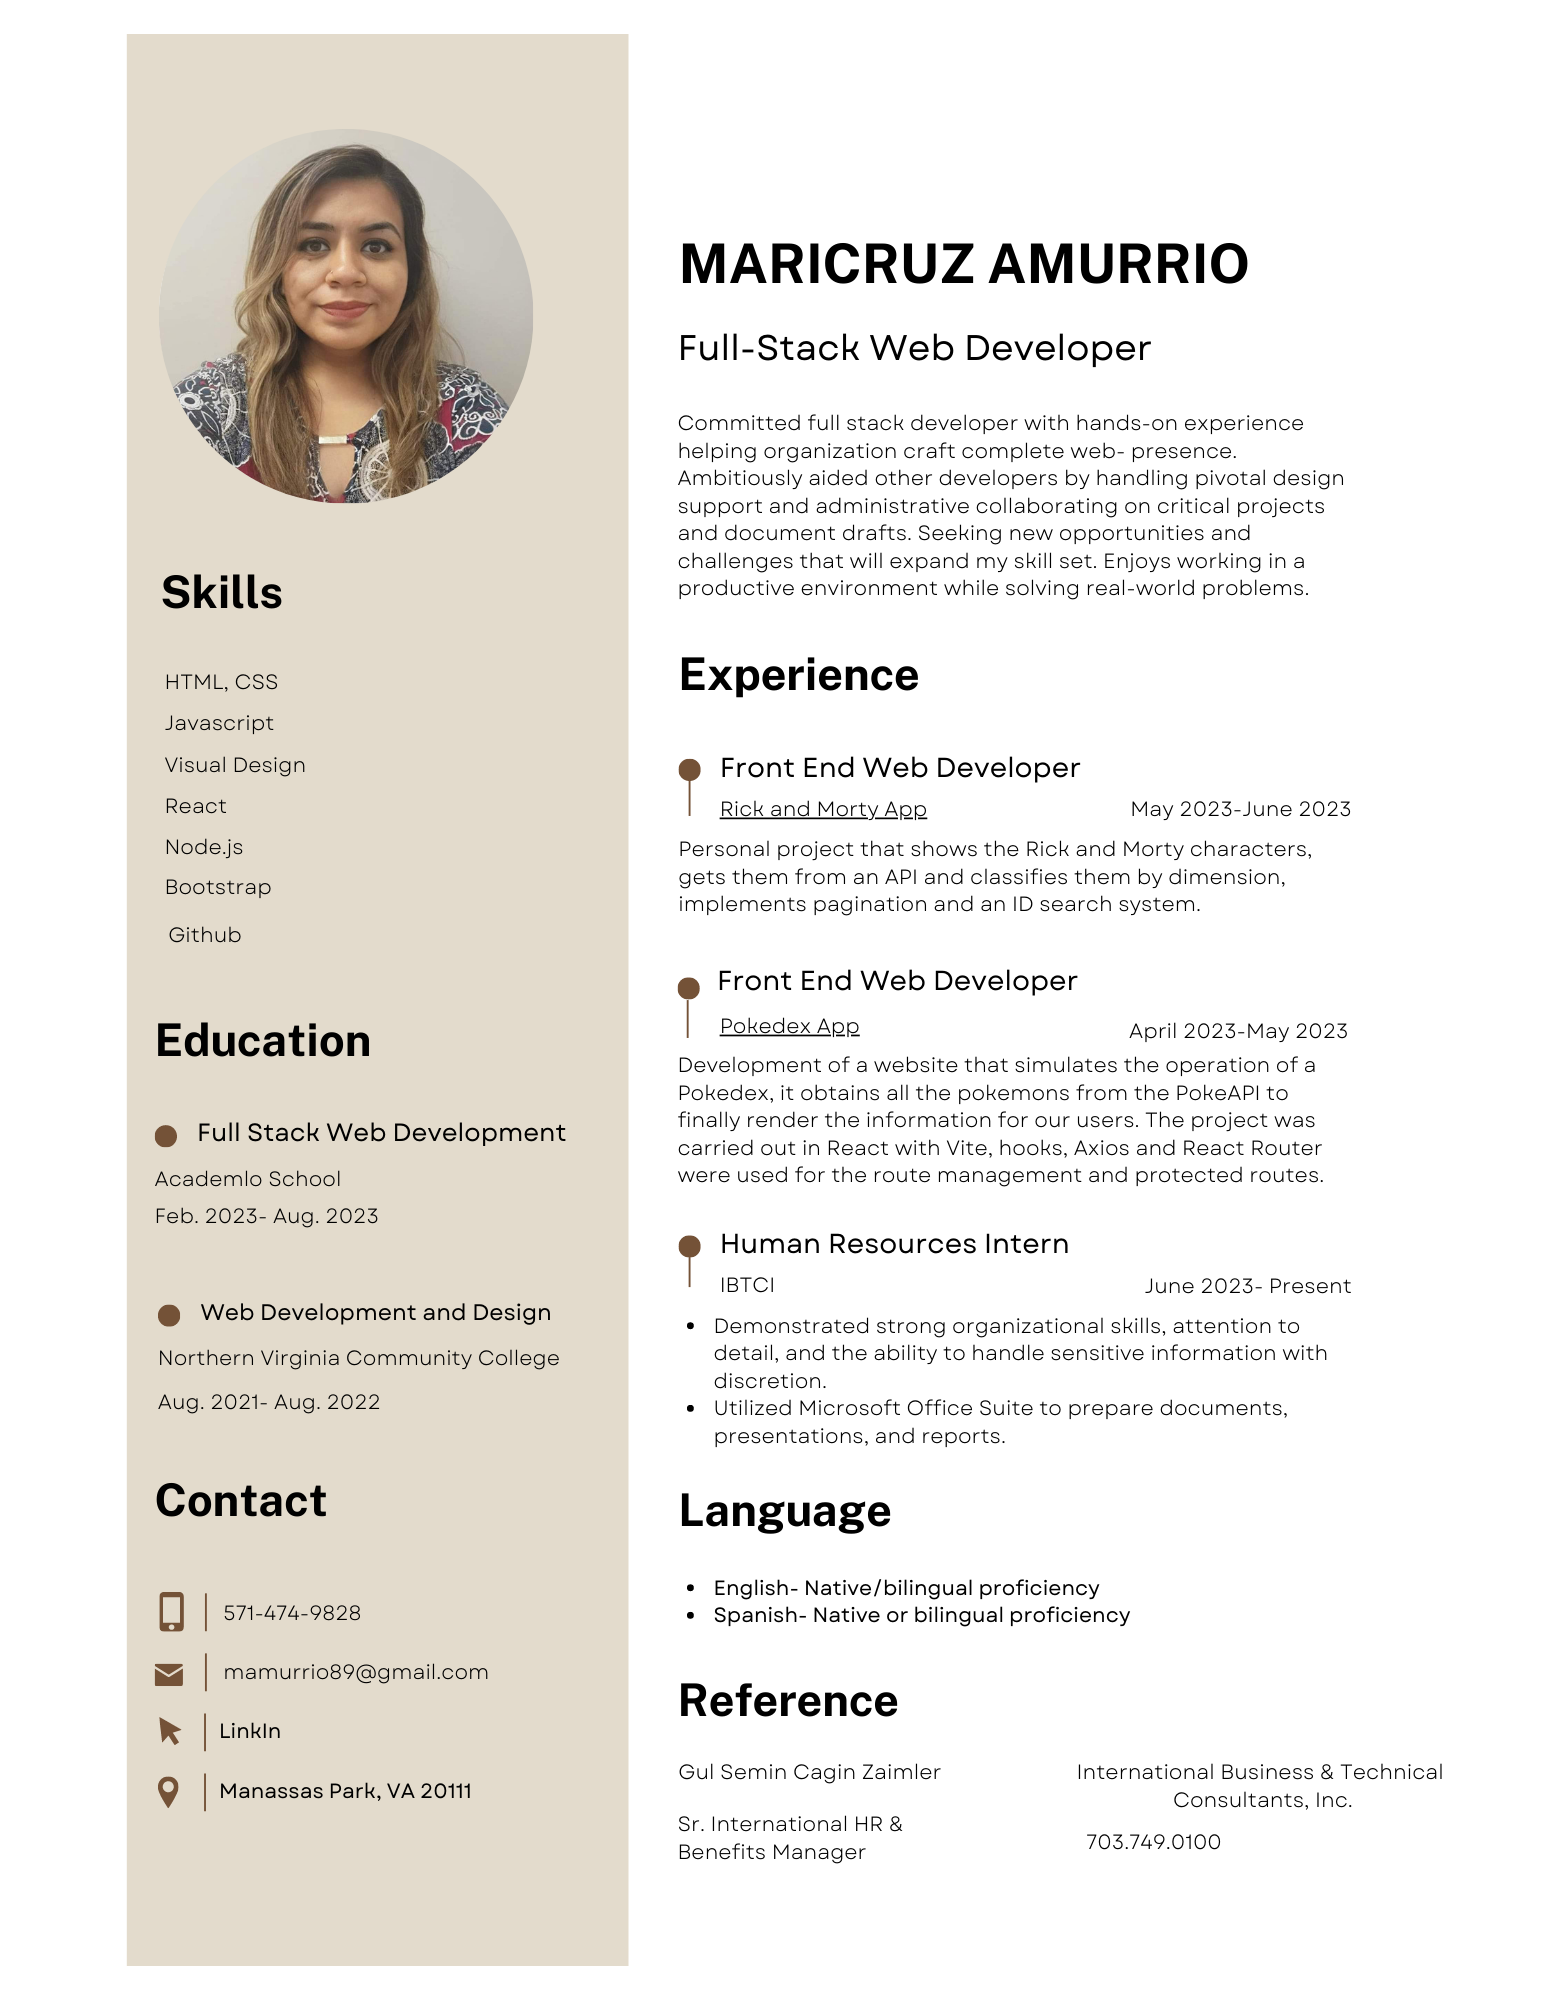 Skills
HTML, CSS
Javascript
Visual Design
React
Node.js
Bootstrap
Github
Education
Full Stack Web Development
Academlo School
Feb. 2023- Aug. 2023
Web Development and Design
Northern Virginia Community College
Aug. 2021- Aug. 2022
Contact
571-474-9828
mamurrio89@gmail.com
LinkIn
Manassas Park, VA 20111
MARICRUZ AMURRIO
Full-Stack Web Developer
Committed full stack developer with hands-on experience
helping organization craft complete web- presence.
Ambitiously aided other developers by handling pivotal design
support and administrative collaborating on critical projects
and document drafts. Seeking new opportunities and
challenges that will expand my skill set. Enjoys working in a
productive environment while solving real-world problems.
Experience
Front End Web Developer
Rick and Morty App May 2023-June 2023
Personal project that shows the Rick and Morty characters,
gets them from an API and classifies them by dimension,
implements pagination and an ID search system.
Front End Web Developer
Pokedex App April 2023-May 2023
Development of a website that simulates the operation of a
Pokedex, it obtains all the pokemons from the PokeAPI to
finally render the information for our users. The project was
carried out in React with Vite, hooks, Axios and React Router
were used for the route management and protected routes.
Human Resources Intern
IBTCI June 2023- Present
• Demonstrated strong organizational skills, attention to
detail, and the ability to handle sensitive information with
discretion.
• Utilized Microsoft Office Suite to prepare documents,
presentations, and reports.
Language
• English- Native/bilingual proficiency
• Spanish- Native or bilingual proficiency
Reference
Gul Semin Cagin Zaimler
Sr. International HR &
Benefits Manager
International Business & Technical
Consultants, Inc.
703.749.0100